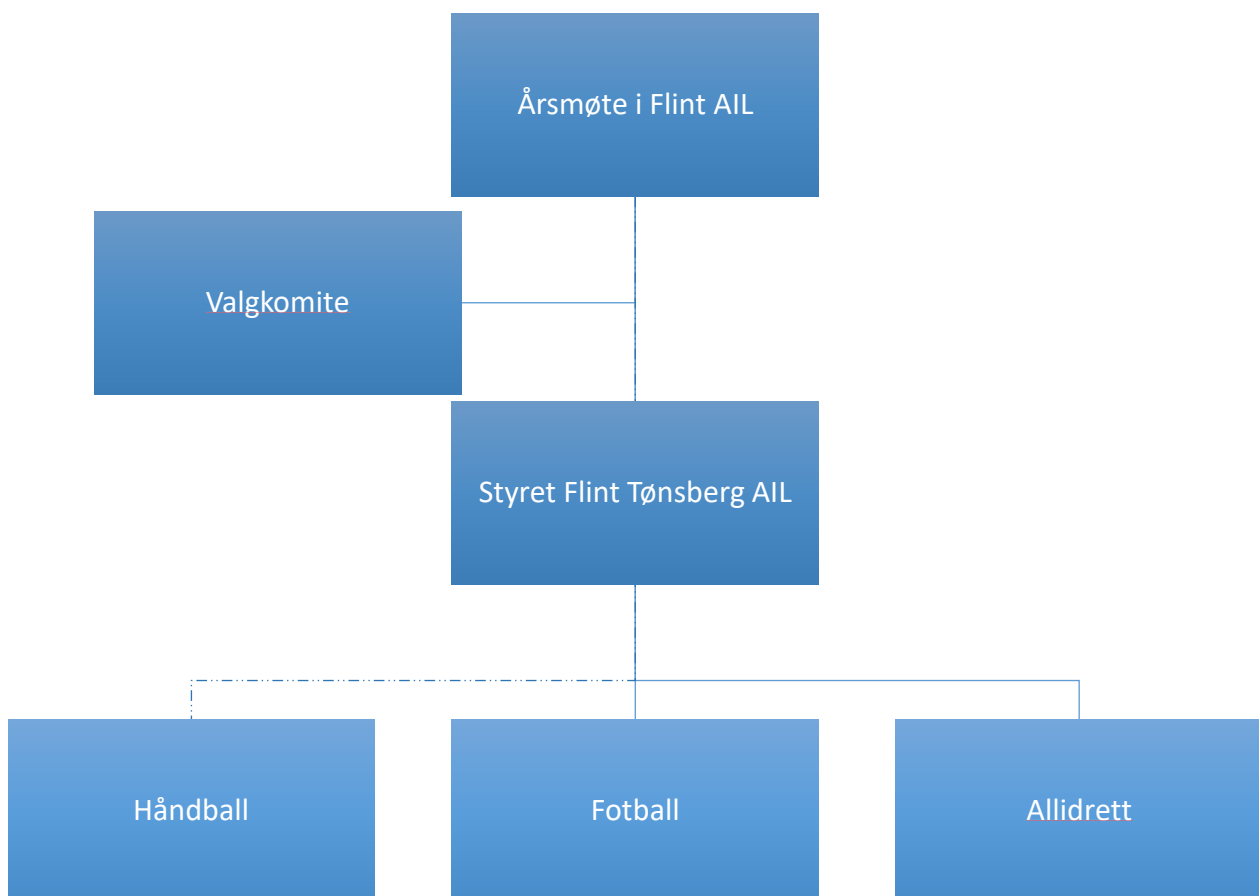 Årsmøte i Flint AIL
Valgkomite
Styret Flint Tønsberg AIL
Håndball
Fotball
Allidrett